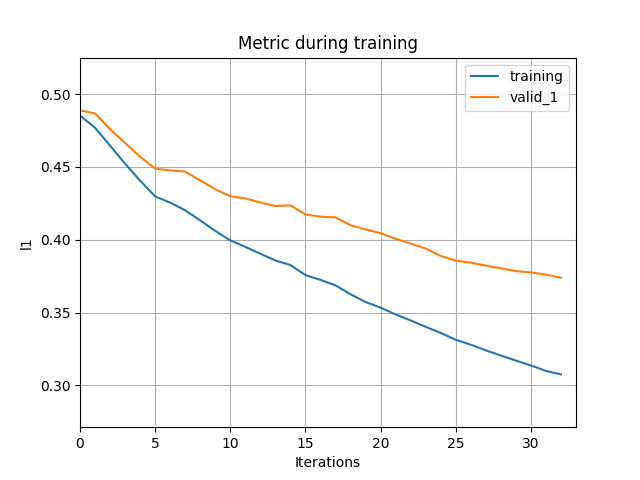 Metric during training
training
valid_1
0.50
0.45
0.40
0.35
0.30
l1
0 5 10 15 20 25 30
Iterations